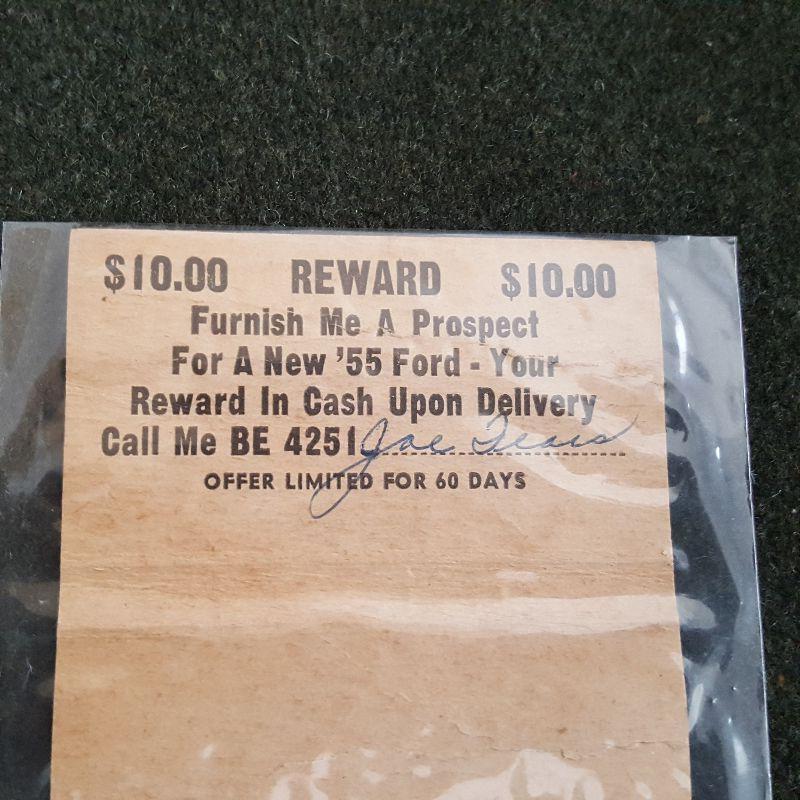 $10.00 REWARD $10.00
Furnish Me A Prospect
For A New '55 Ford - Your
Reward In Cash Upon Delivery
Call Me BE 4251 Joe Tears
OFFER LIMITED FOR 60 DAYS